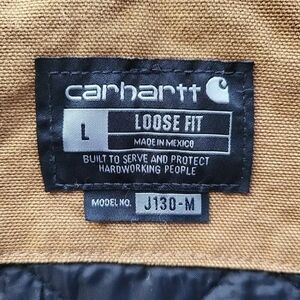 carhartt
L LOOSE FIT
MADE IN MEXICO
BUILT TO SERVE AND PROTECT
HARDWORKING PEOPLE
MODEL NO. J130-M